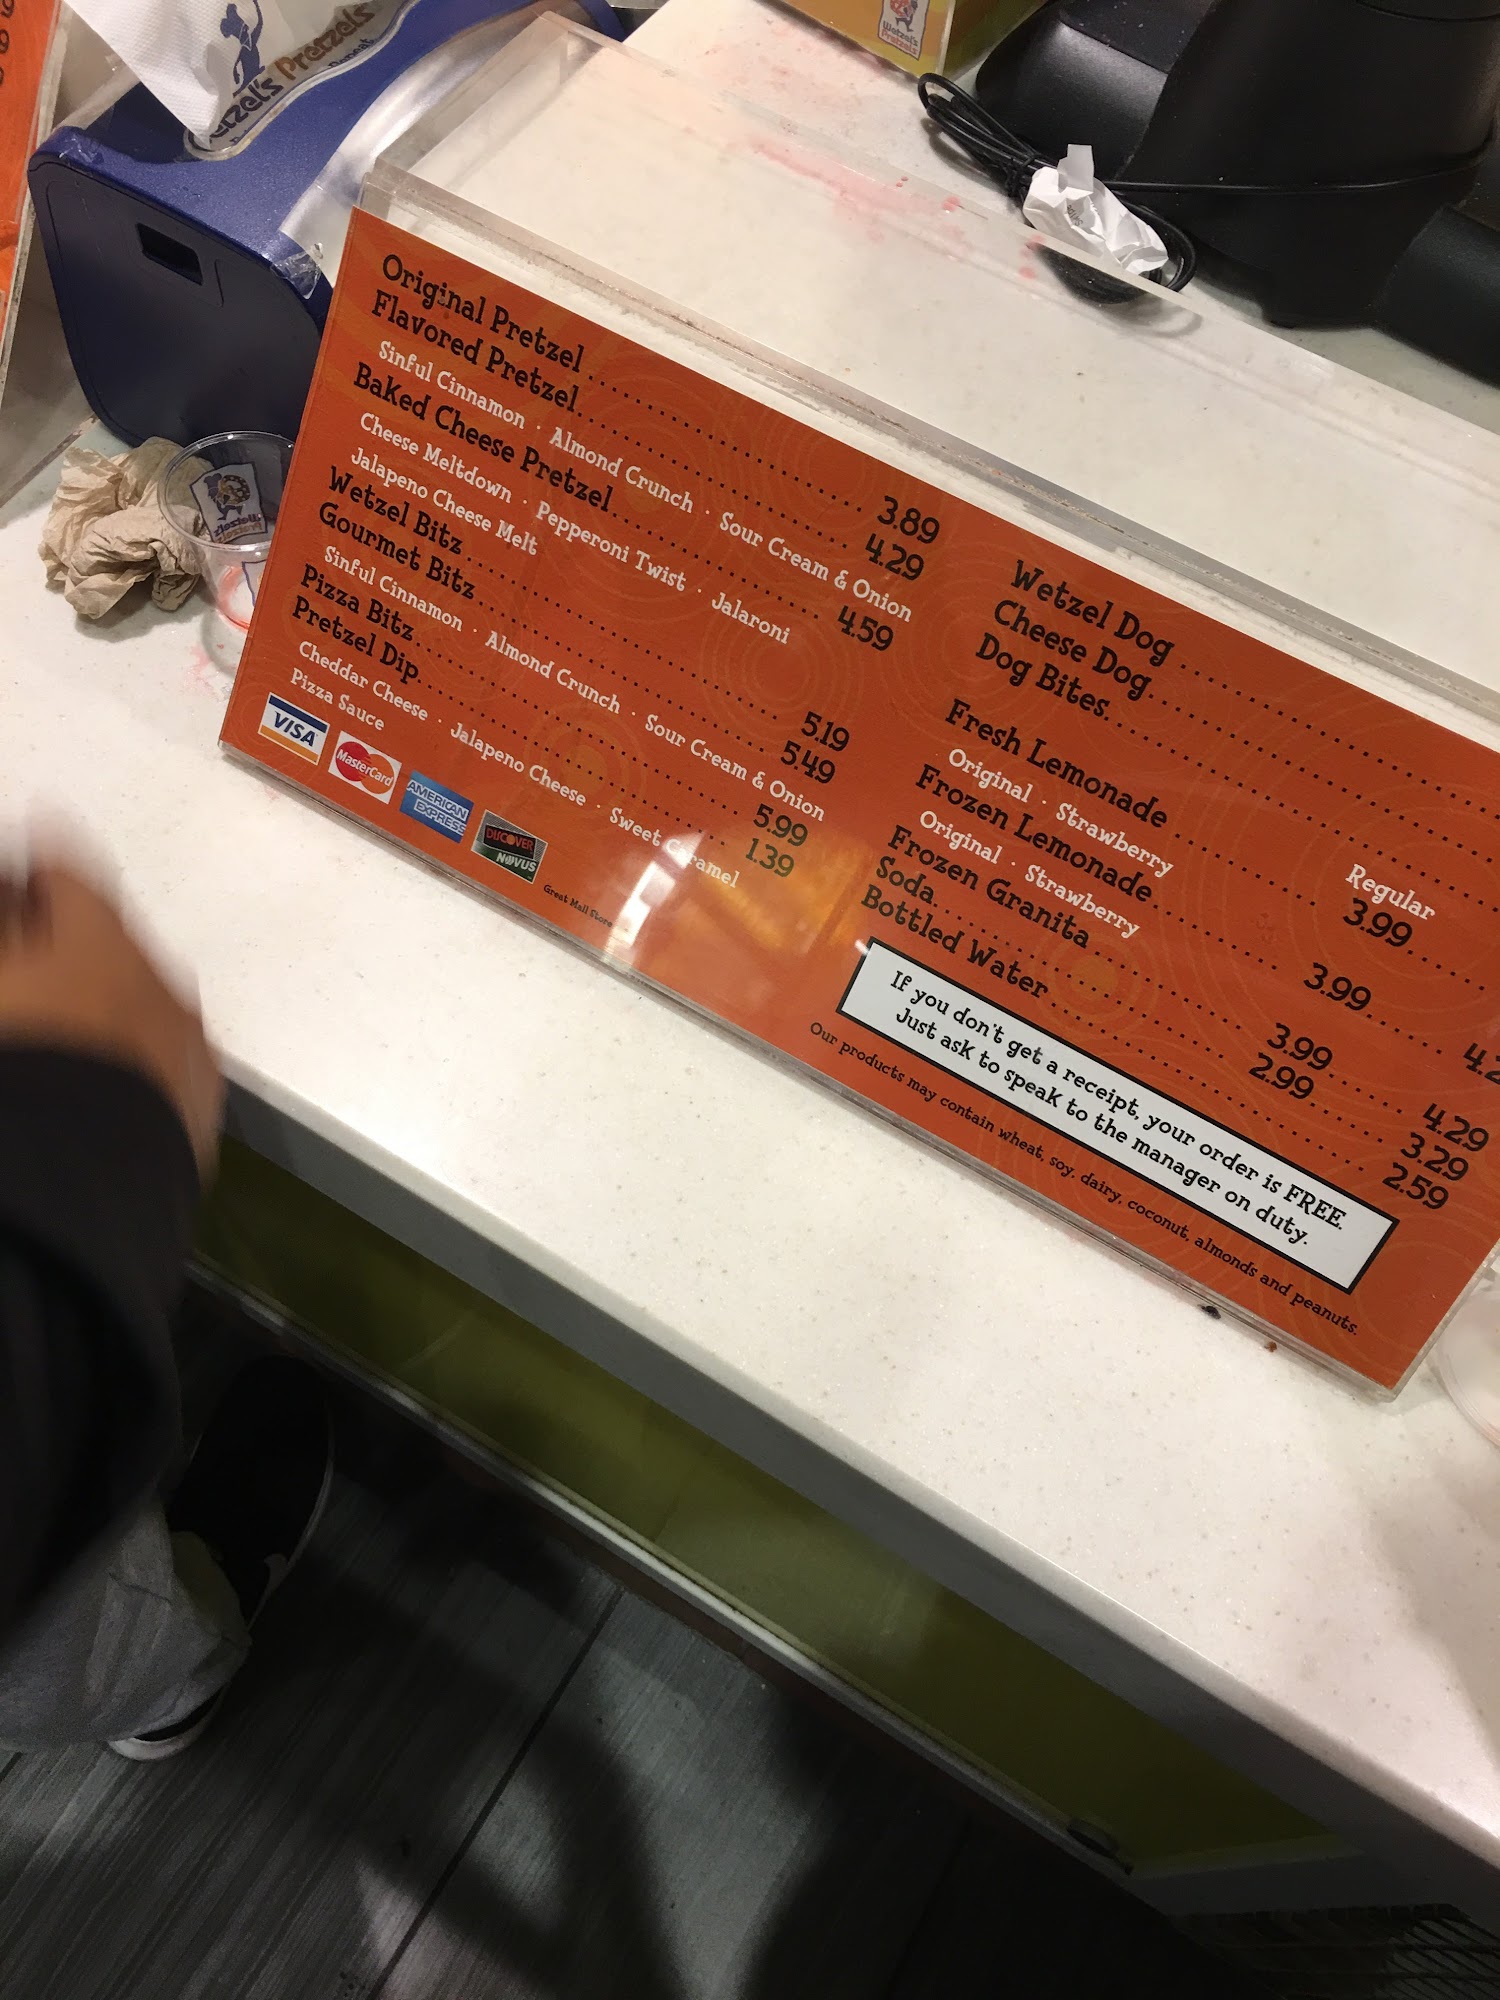 Wetzel's Pretzels
Wetzel's Pretzels
Original Pretzel 3.89
Flavored Pretzel 4.29
Sinful Cinnamon · Almond Crunch · Sour Cream & Onion
Baked Cheese Pretzel 4.59
Cheese Meltdown · Pepperoni Twist · Jalaroni
Jalapeno Cheese Melt
Wetzel Bitz 5.19
Gourmet Bitz 5.49
Sinful Cinnamon · Almond Crunch · Sour Cream & Onion
Pizza Bitz 5.99
Pretzel Dip 1.39
Cheddar Cheese · Jalapeno Cheese · Sweet Caramel
Pizza Sauce
VISA MasterCard AMERICAN EXPRESS DISCOVER NOVUS
Great Mall Store
Wetzel Dog
Cheese Dog
Dog Bites
Regular
Fresh Lemonade 3.99
Original · Strawberry
Frozen Lemonade 3.99
Original · Strawberry
Frozen Granita 3.99 4.29
Soda 2.99 3.29
Bottled Water 2.59
If you don't get a receipt, your order is FREE.
Just ask to speak to the manager on duty.
Our products may contain wheat, soy, dairy, coconut, almonds and peanuts.
Wetzel's Pretzels